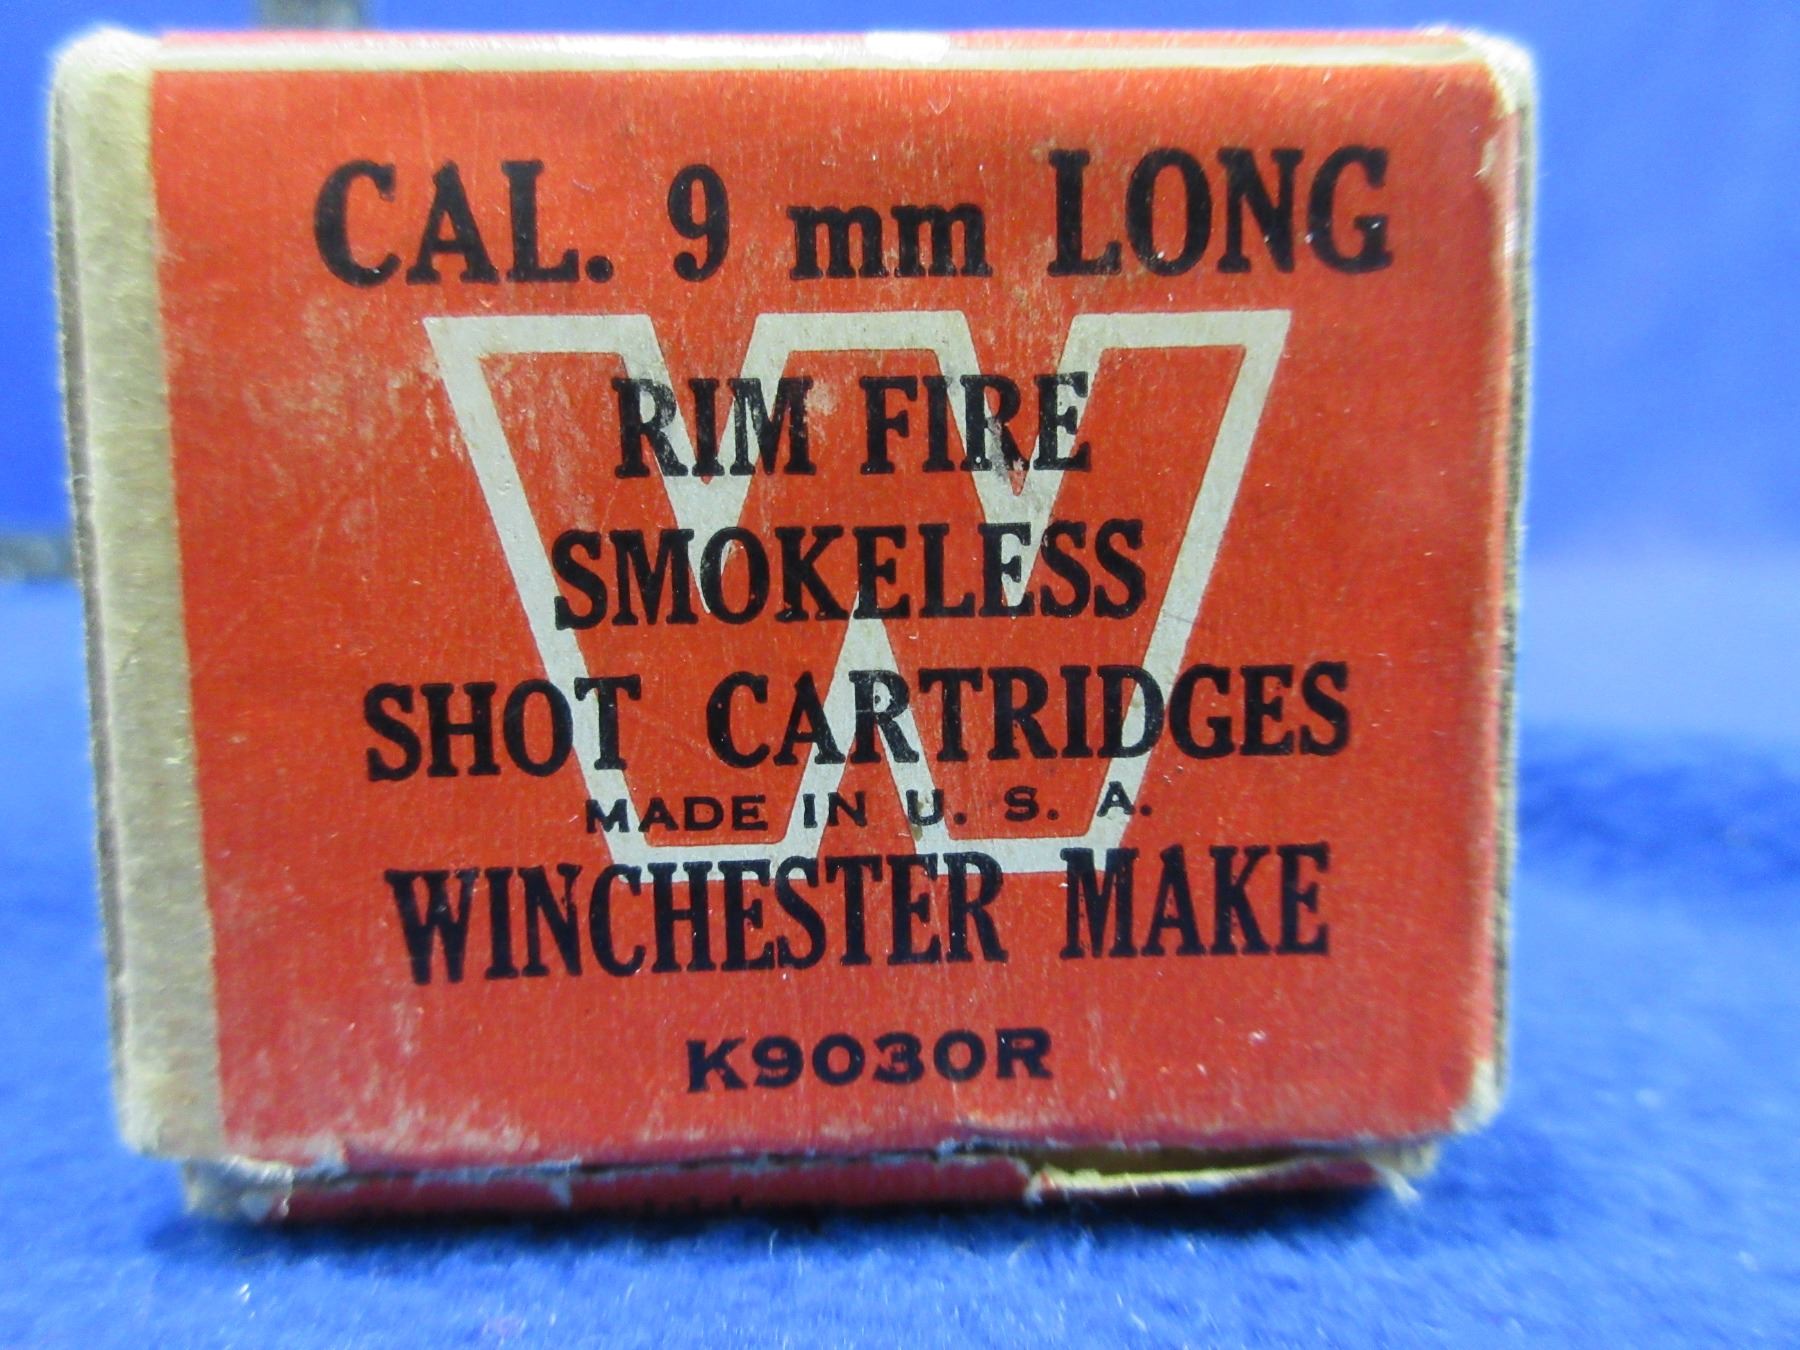 CAL. 9 mm LONG
W
RIM FIRE
SMOKELESS
SHOT CARTRIDGES
MADE IN U. S. A.
WINCHESTER MAKE
K9030R